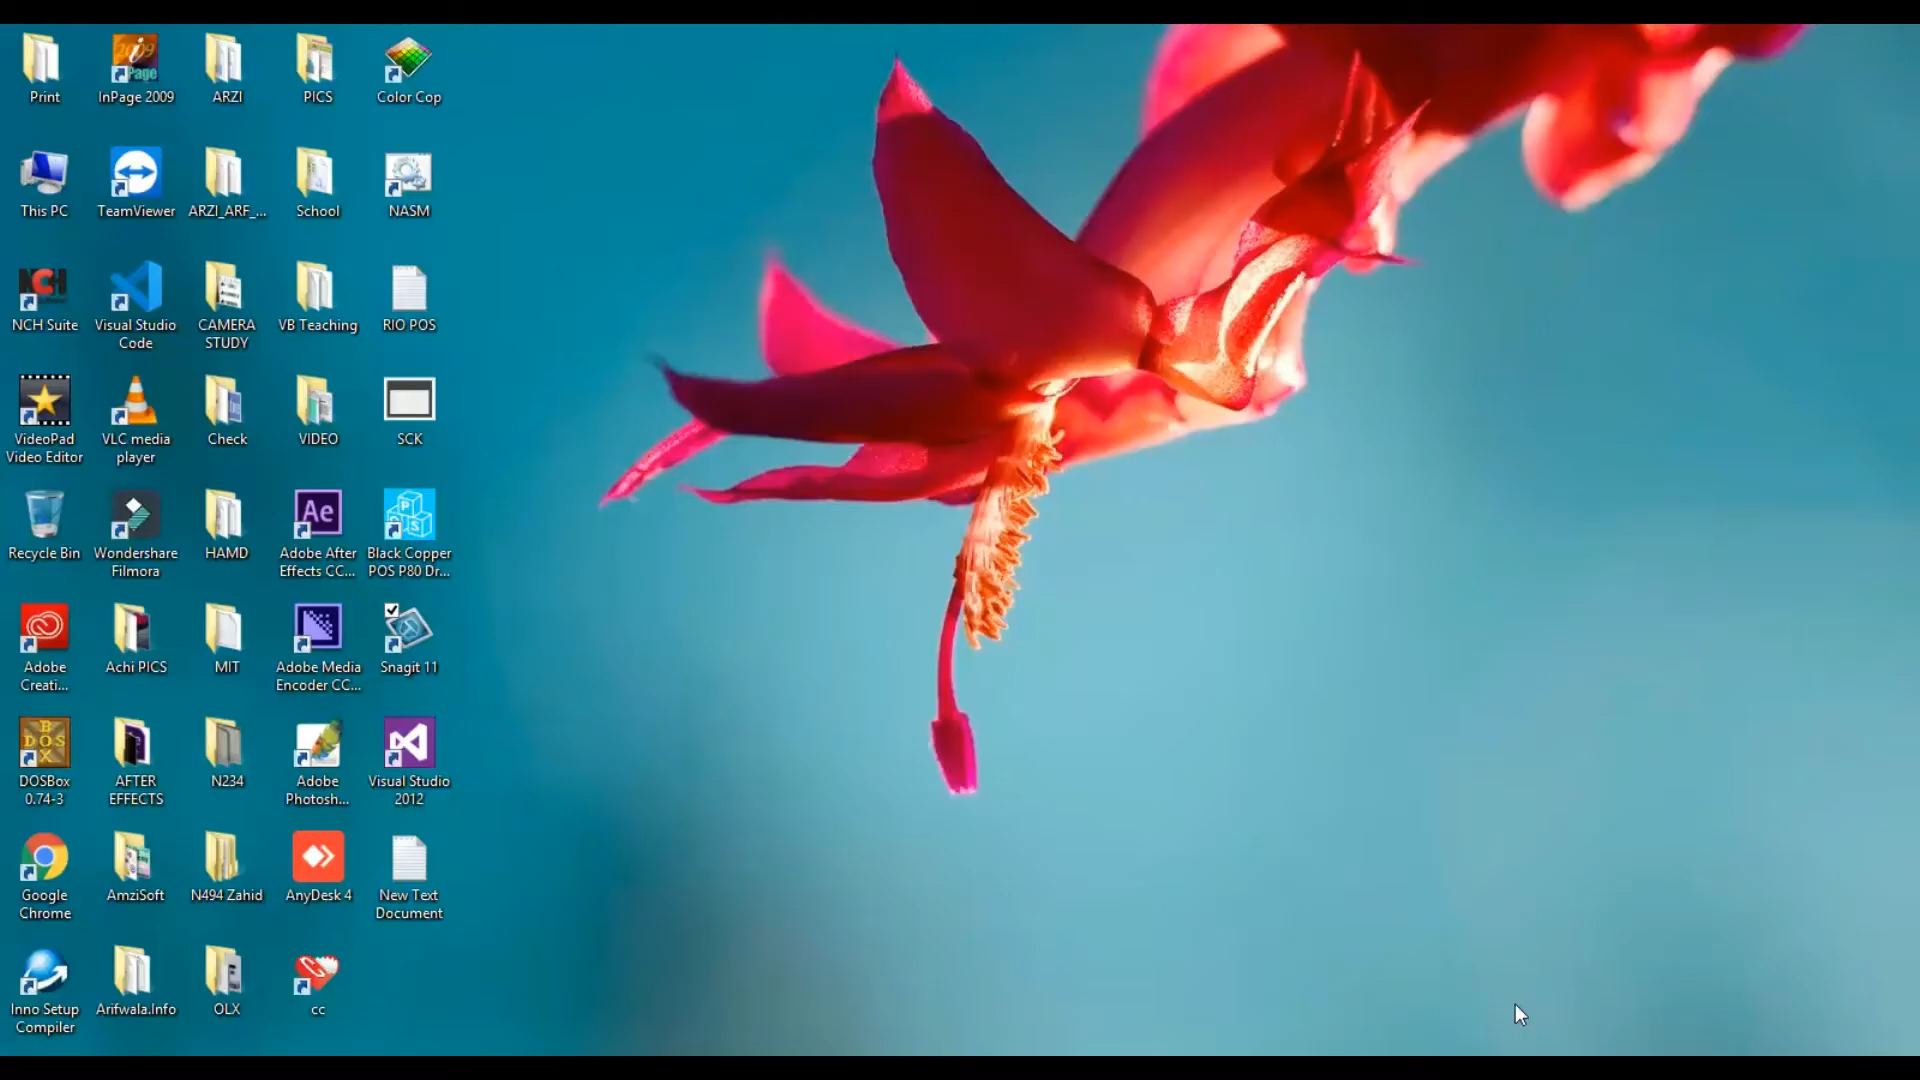 Print
InPage 2009
ARZI
PICS
Color Cop
This PC
TeamViewer
ARZI_ARF_...
School
NASM
NCH Suite
Visual Studio
Code
CAMERA
STUDY
VB Teaching
RIO POS
VideoPad
Video Editor
VLC media
player
Check
VIDEO
SCK
Recycle Bin
Wondershare
Filmora
HAMD
Adobe After
Effects CC...
Black Copper
POS P80 Dr...
Adobe
Creati...
Achi PICS
MIT
Adobe Media
Encoder CC...
Snagit 11
DOSBox
0.74-3
AFTER
EFFECTS
N234
Adobe
Photosh...
Visual Studio
2012
Google
Chrome
AmziSoft
N494 Zahid
AnyDesk 4
New Text
Document
Inno Setup
Compiler
Arifwala.Info
OLX
cc